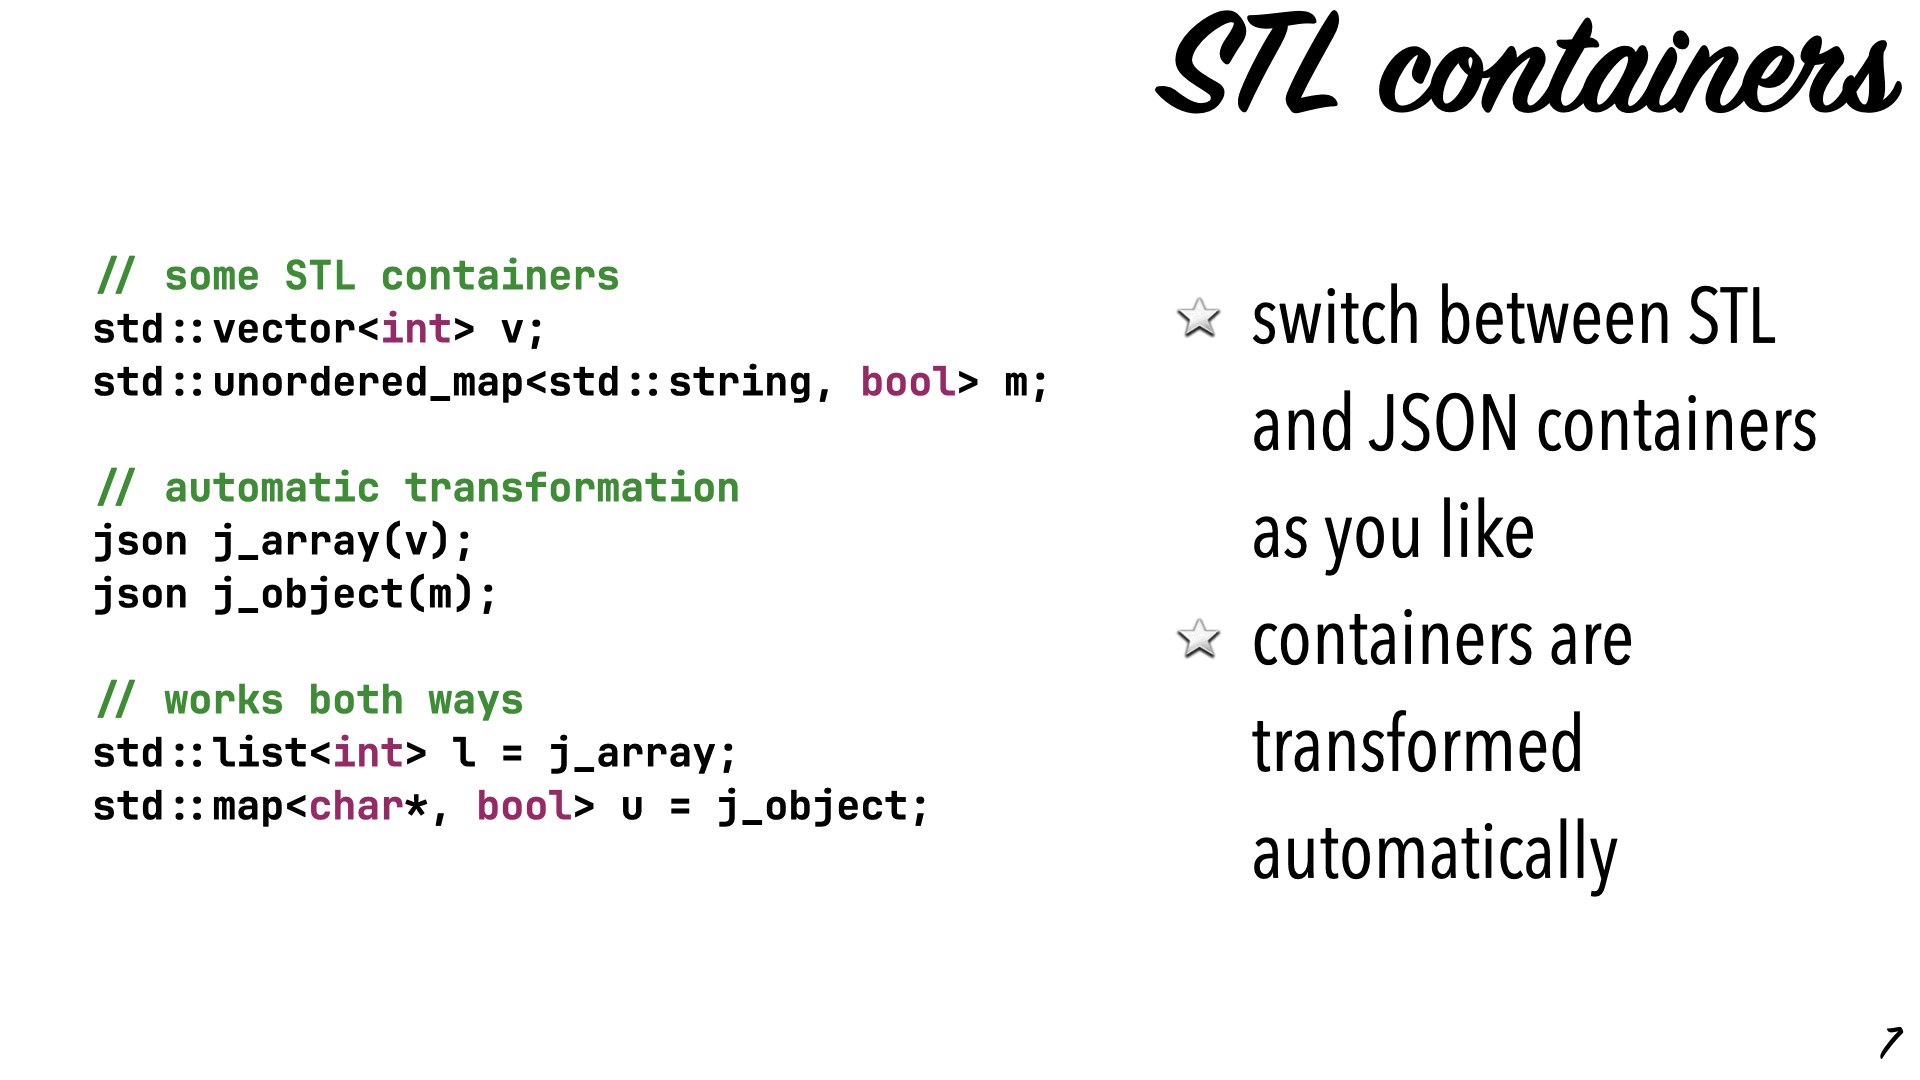 STL containers
// some STL containers
std::vector<int> v;
std::unordered_map<std::string, bool> m;
// automatic transformation
json j_array(v);
json j_object(m);
// works both ways
std::list<int> l = j_array;
std::map<char*, bool> u = j_object;
switch between STL
and JSON containers
as you like
containers are
transformed
automatically
7